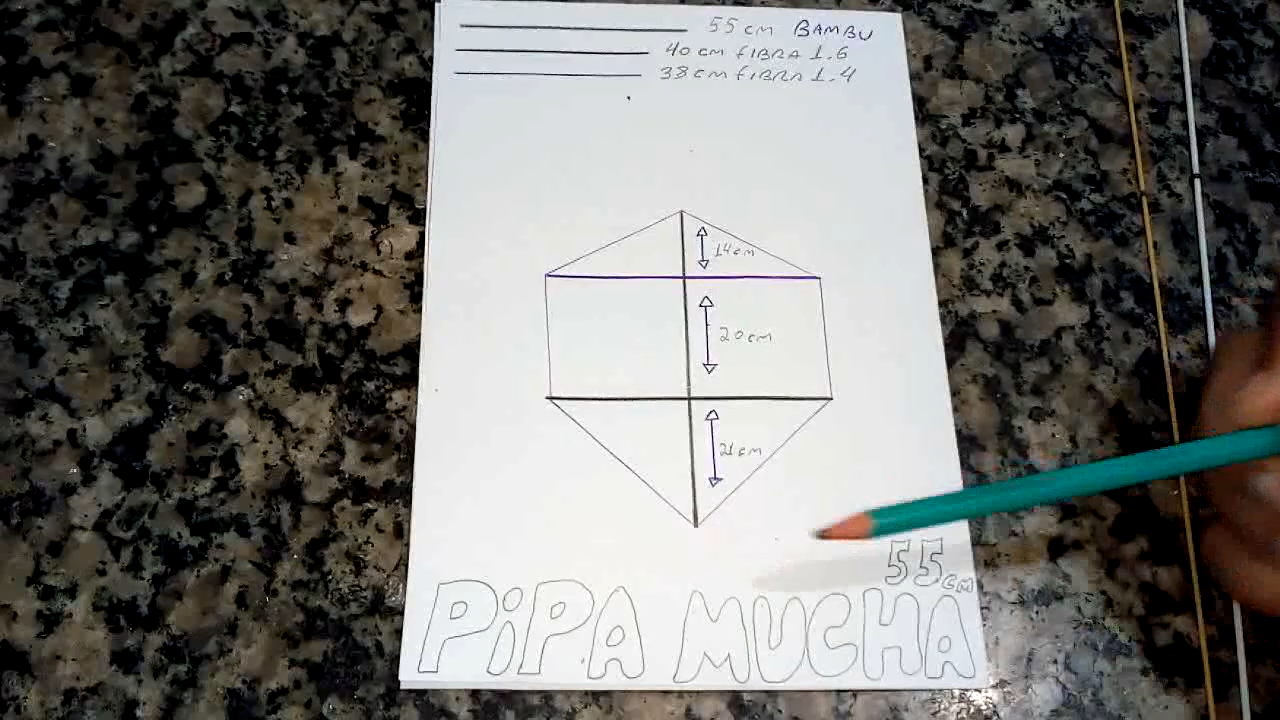 55cm BAMBU
40cm FIBRA 1.6
38cm FIBRA 1.4
14cm
20cm
21cm
55cm
PiPA MUCHA